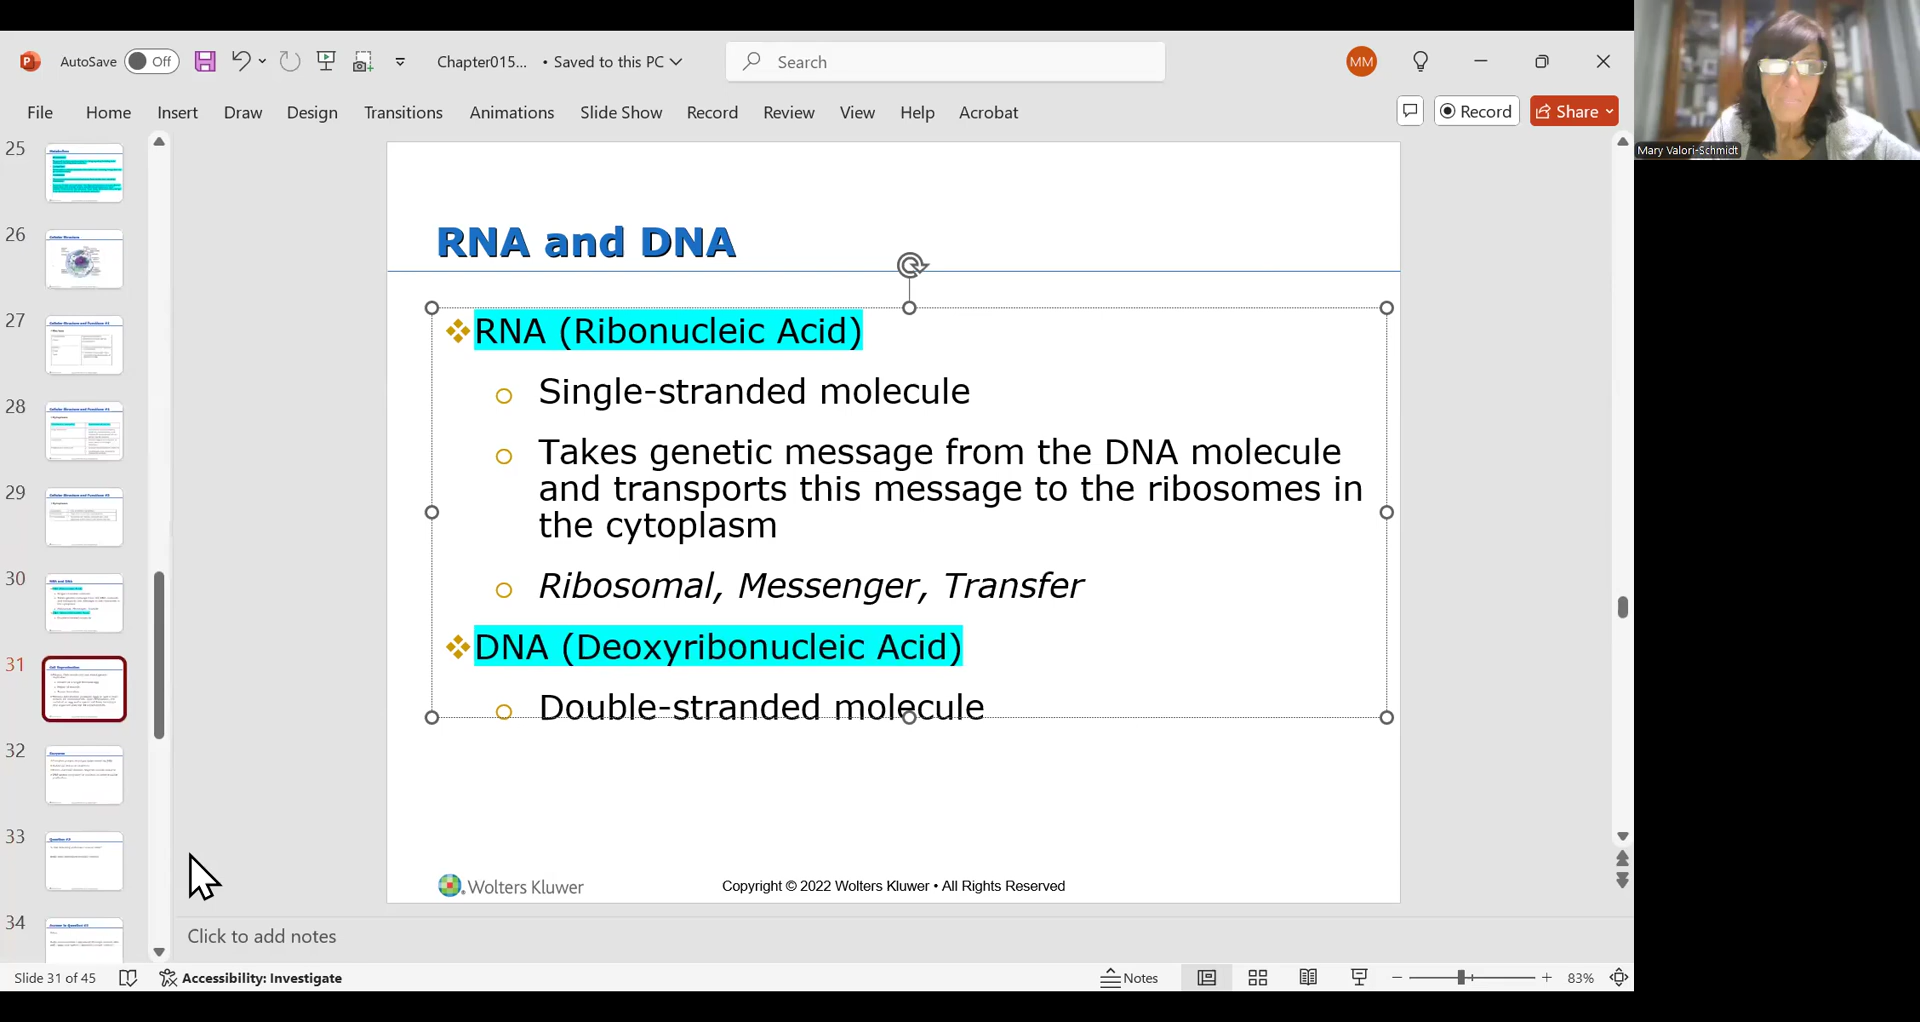 AutoSave Off Chapter015... • Saved to this PC Search MM
File Home Insert Draw Design Transitions Animations Slide Show Record Review View Help Acrobat Record Share
Mary Valori-Schmidt
25
26
27
28
29
30
31
32
33
34
RNA and DNA
RNA (Ribonucleic Acid)
Single-stranded molecule
Takes genetic message from the DNA molecule
and transports this message to the ribosomes in
the cytoplasm
Ribosomal, Messenger, Transfer
DNA (Deoxyribonucleic Acid)
Double-stranded molecule
Wolters Kluwer
Copyright © 2022 Wolters Kluwer • All Rights Reserved
Click to add notes
Slide 31 of 45 Accessibility: Investigate Notes 83%